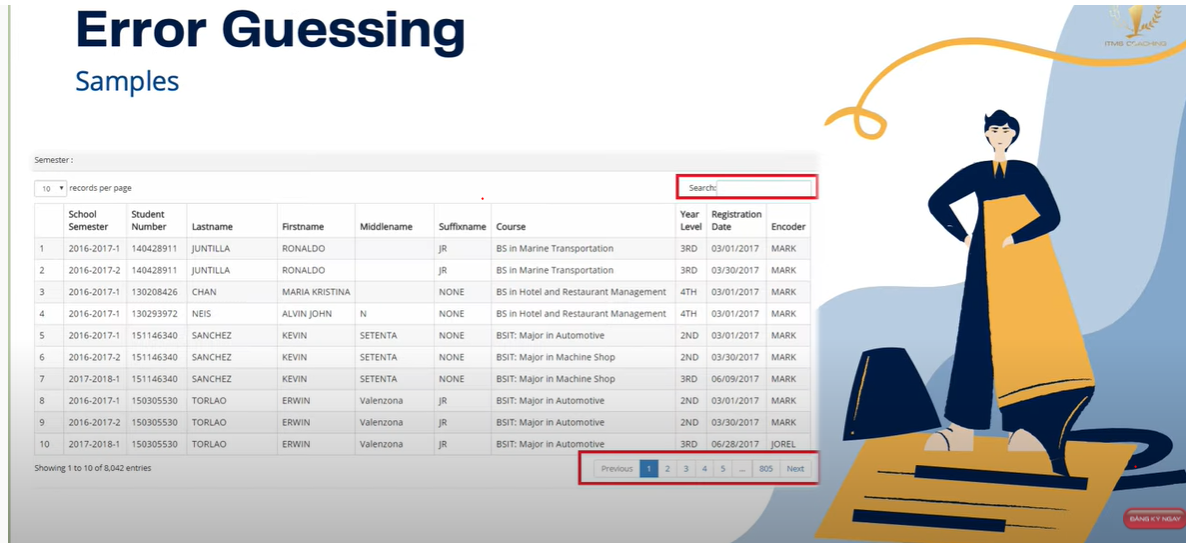 Error Guessing
ITMS COACHING
Samples
Semester :
10 records per page
Search:
School Semester Student Number Lastname Firstname Middlename Suffixname Course Year Level Registration Date Encoder
1 2016-2017-1 140428911 JUNTILLA RONALDO JR BS in Marine Transportation 3RD 03/01/2017 MARK
2 2016-2017-2 140428911 JUNTILLA RONALDO JR BS in Marine Transportation 3RD 03/30/2017 MARK
3 2016-2017-1 130208426 CHAN MARIA KRISTINA NONE BS in Hotel and Restaurant Management 4TH 03/01/2017 MARK
4 2016-2017-1 130293972 NEIS ALVIN JOHN N NONE BS in Hotel and Restaurant Management 4TH 03/01/2017 MARK
5 2016-2017-1 151146340 SANCHEZ KEVIN SETENTA NONE BSIT: Major in Automotive 2ND 03/01/2017 MARK
6 2016-2017-2 151146340 SANCHEZ KEVIN SETENTA NONE BSIT: Major in Machine Shop 2ND 03/30/2017 MARK
7 2017-2018-1 151146340 SANCHEZ KEVIN SETENTA NONE BSIT: Major in Machine Shop 3RD 06/09/2017 MARK
8 2016-2017-1 150305530 TORLAO ERWIN Valenzona JR BSIT: Major in Automotive 2ND 03/01/2017 MARK
9 2016-2017-2 150305530 TORLAO ERWIN Valenzona JR BSIT: Major in Automotive 2ND 03/30/2017 MARK
10 2017-2018-1 150305530 TORLAO ERWIN Valenzona JR BSIT: Major in Automotive 3RD 06/28/2017 JOREL
Showing 1 to 10 of 8,042 entries
Previous 1 2 3 4 5 ... 805 Next
ĐĂNG KÝ NGAY